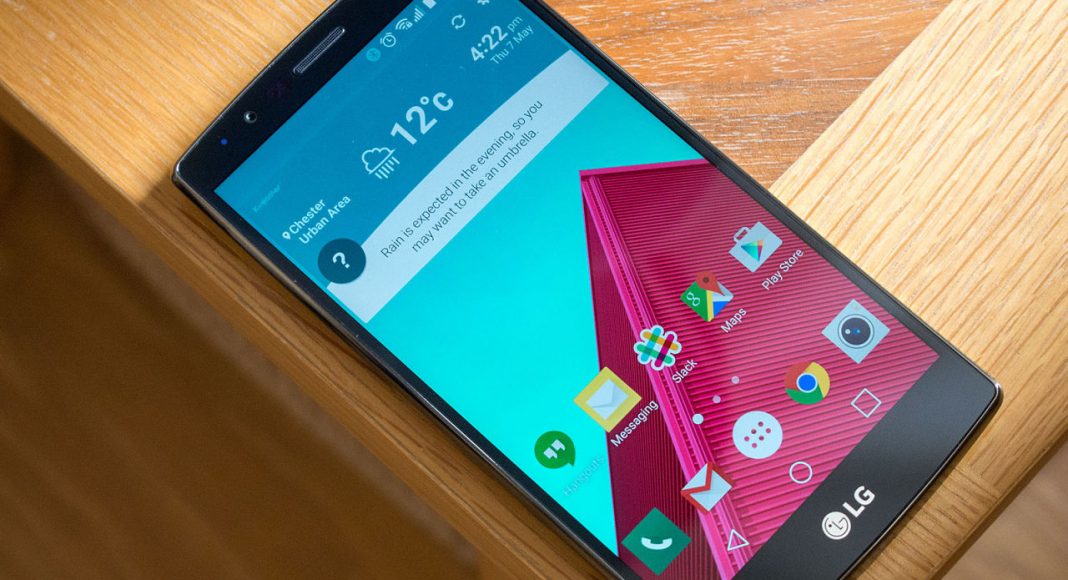 4:22 pm
Thu 7 May
12°c
Chester
Urban Area
?
Rain is expected in the evening, so you
may want to take an umbrella.
Play Store
g
Maps
Slack
Messaging
LG